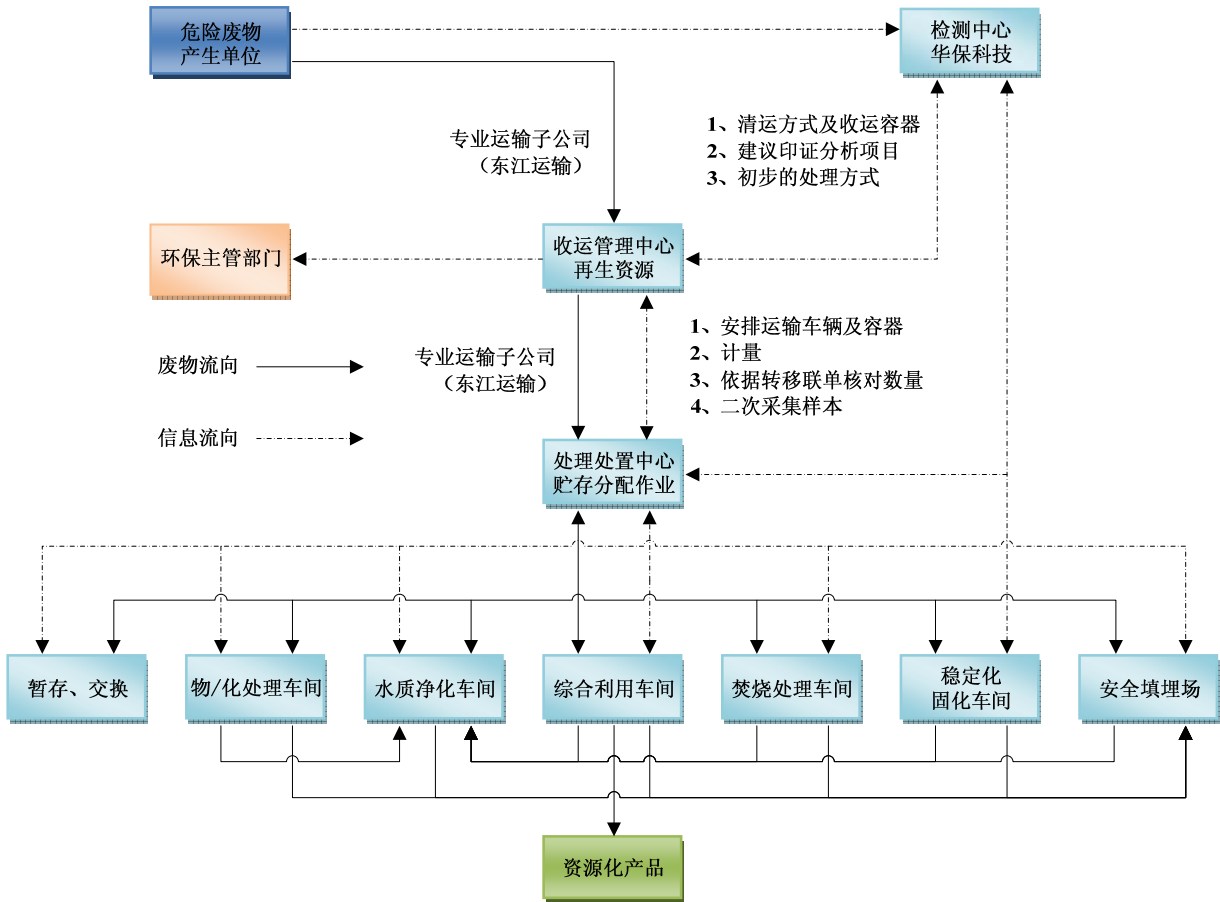 危险废物
产生单位
检测中心
华保科技
专业运输子公司
（东江运输）
1、清运方式及收运容器
2、建议印证分析项目
3、初步的处理方式
环保主管部门
收运管理中心
再生资源
废物流向
信息流向
专业运输子公司
（东江运输）
1、安排运输车辆及容器
2、计量
3、依据转移联单核对数量
4、二次采集样本
处理处置中心
贮存分配作业
暂存、交换
物/化处理车间
水质净化车间
综合利用车间
焚烧处理车间
稳定化
固化车间
安全填埋场
资源化产品